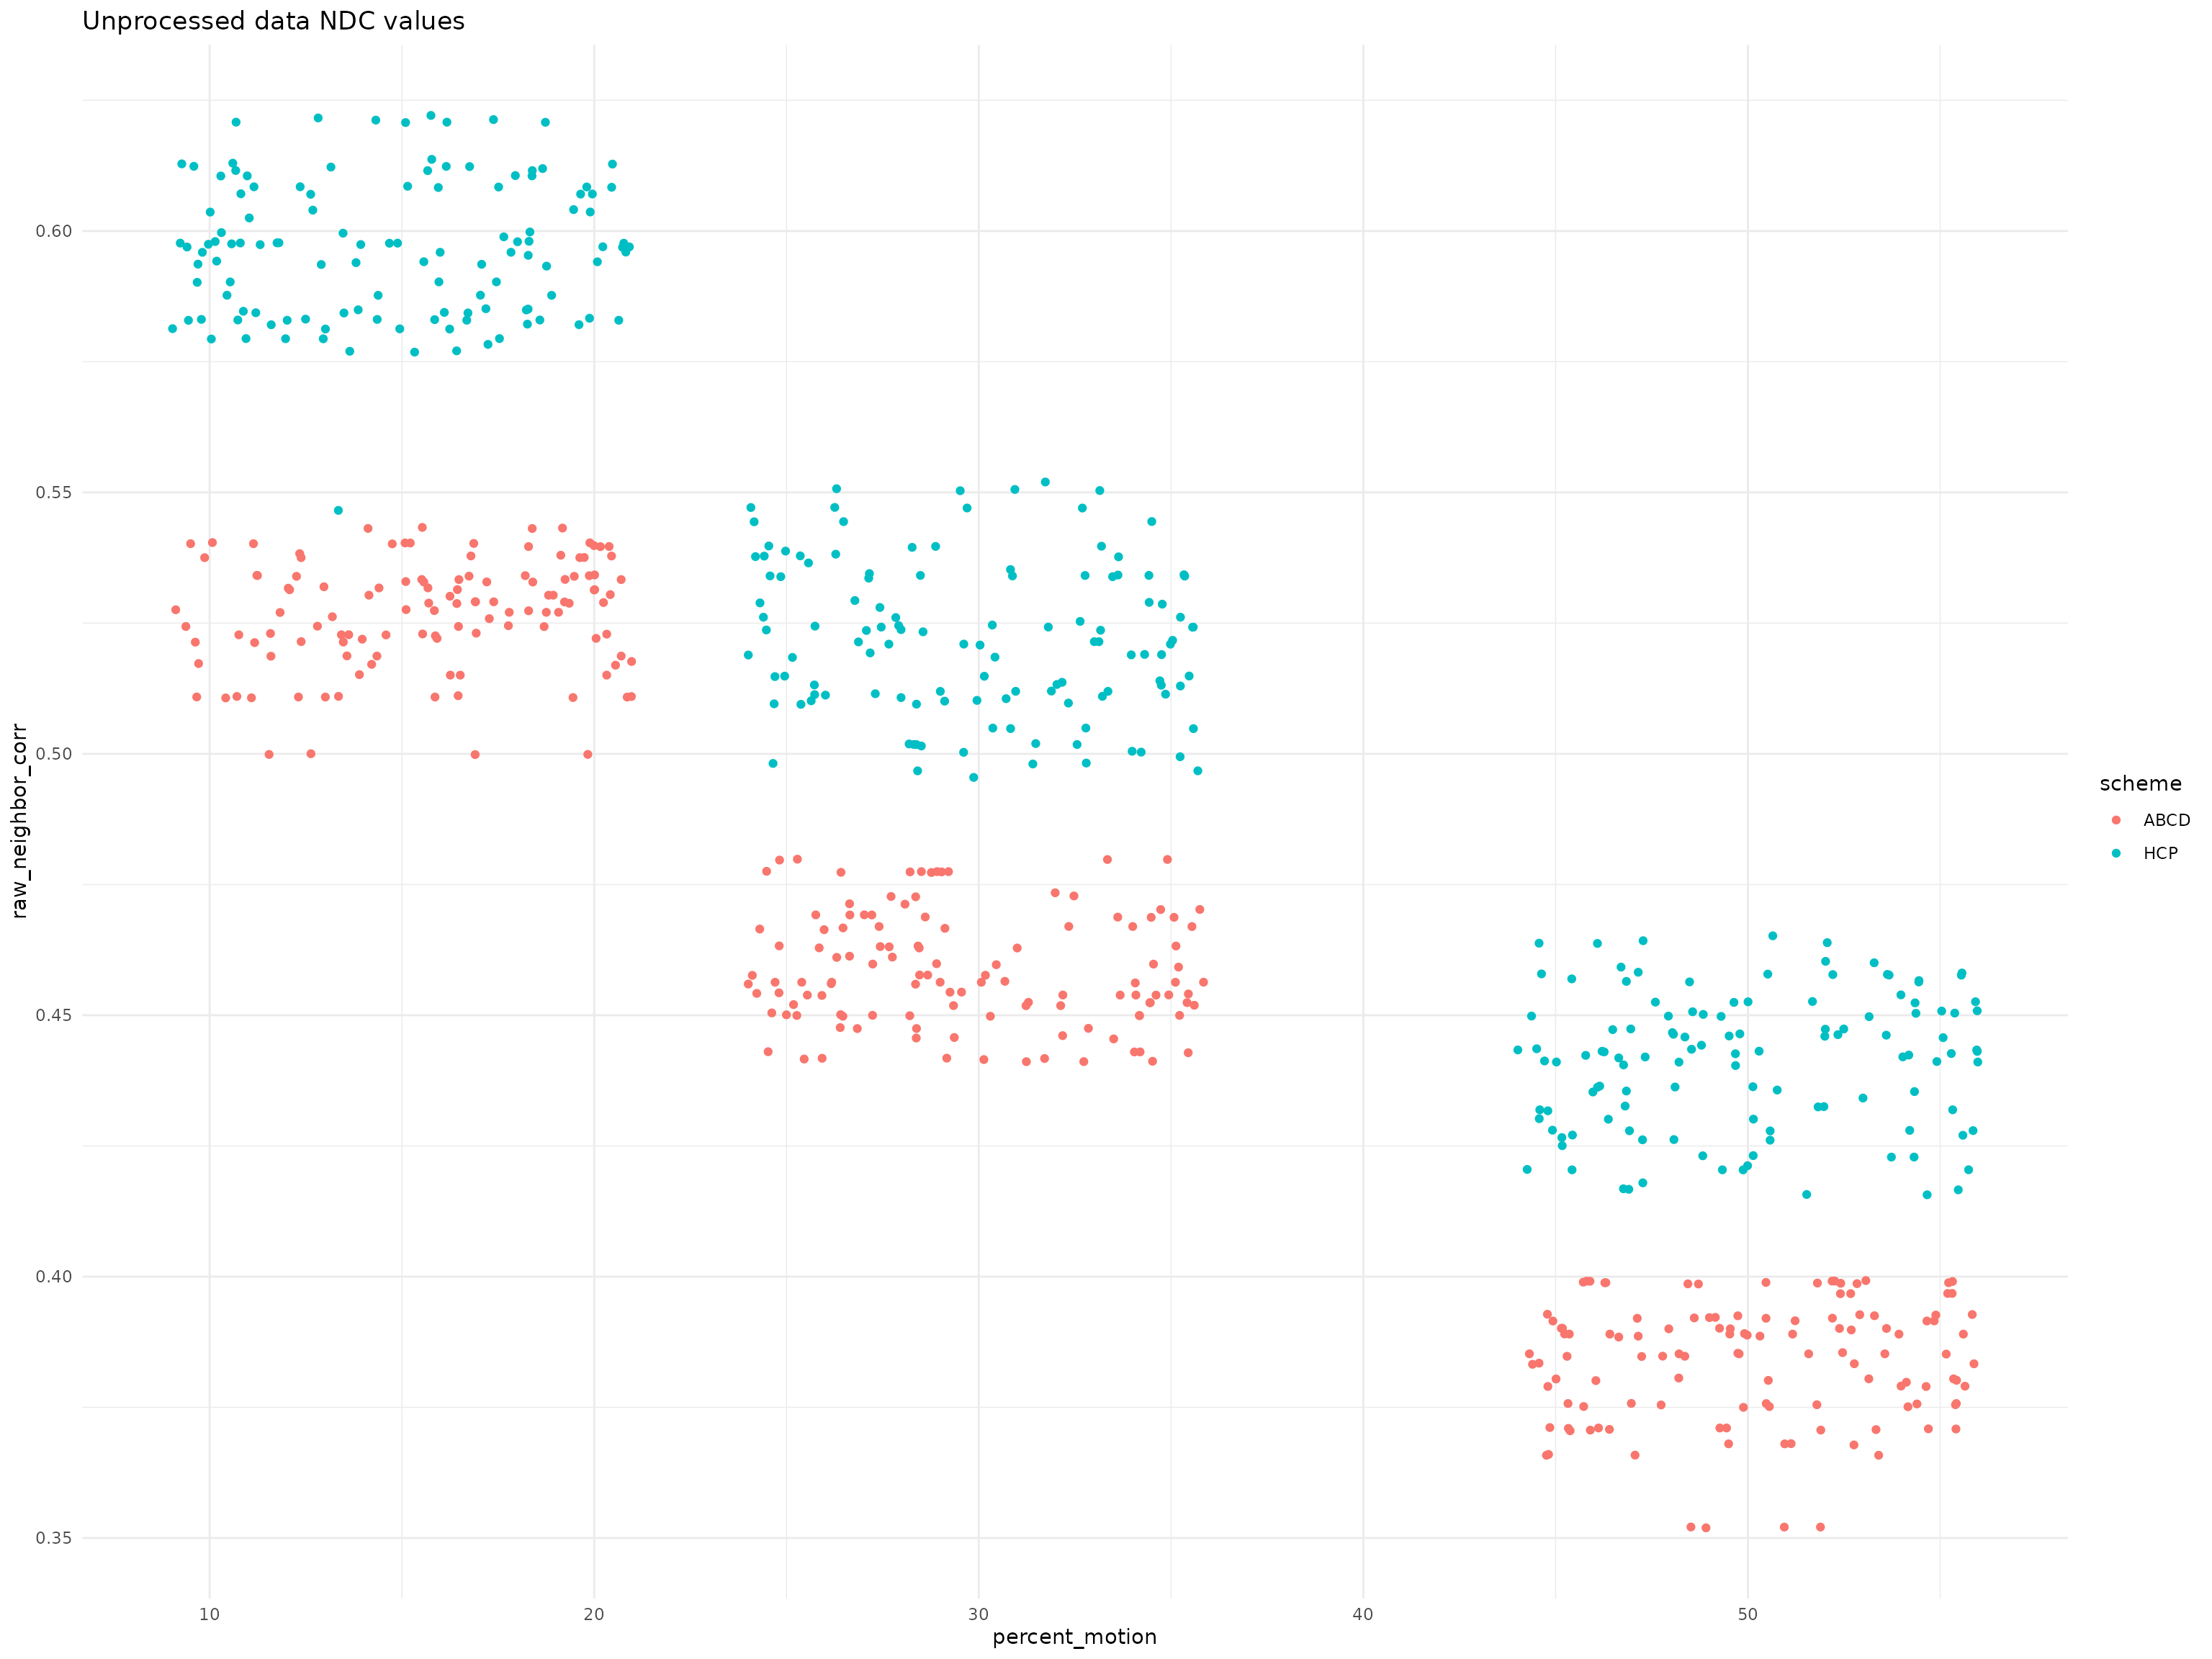 Unprocessed data NDC values
raw_neighbor_corr
0.60
0.55
0.50
0.45
0.40
0.35
10
20
30
40
50
percent_motion
scheme
ABCD
HCP